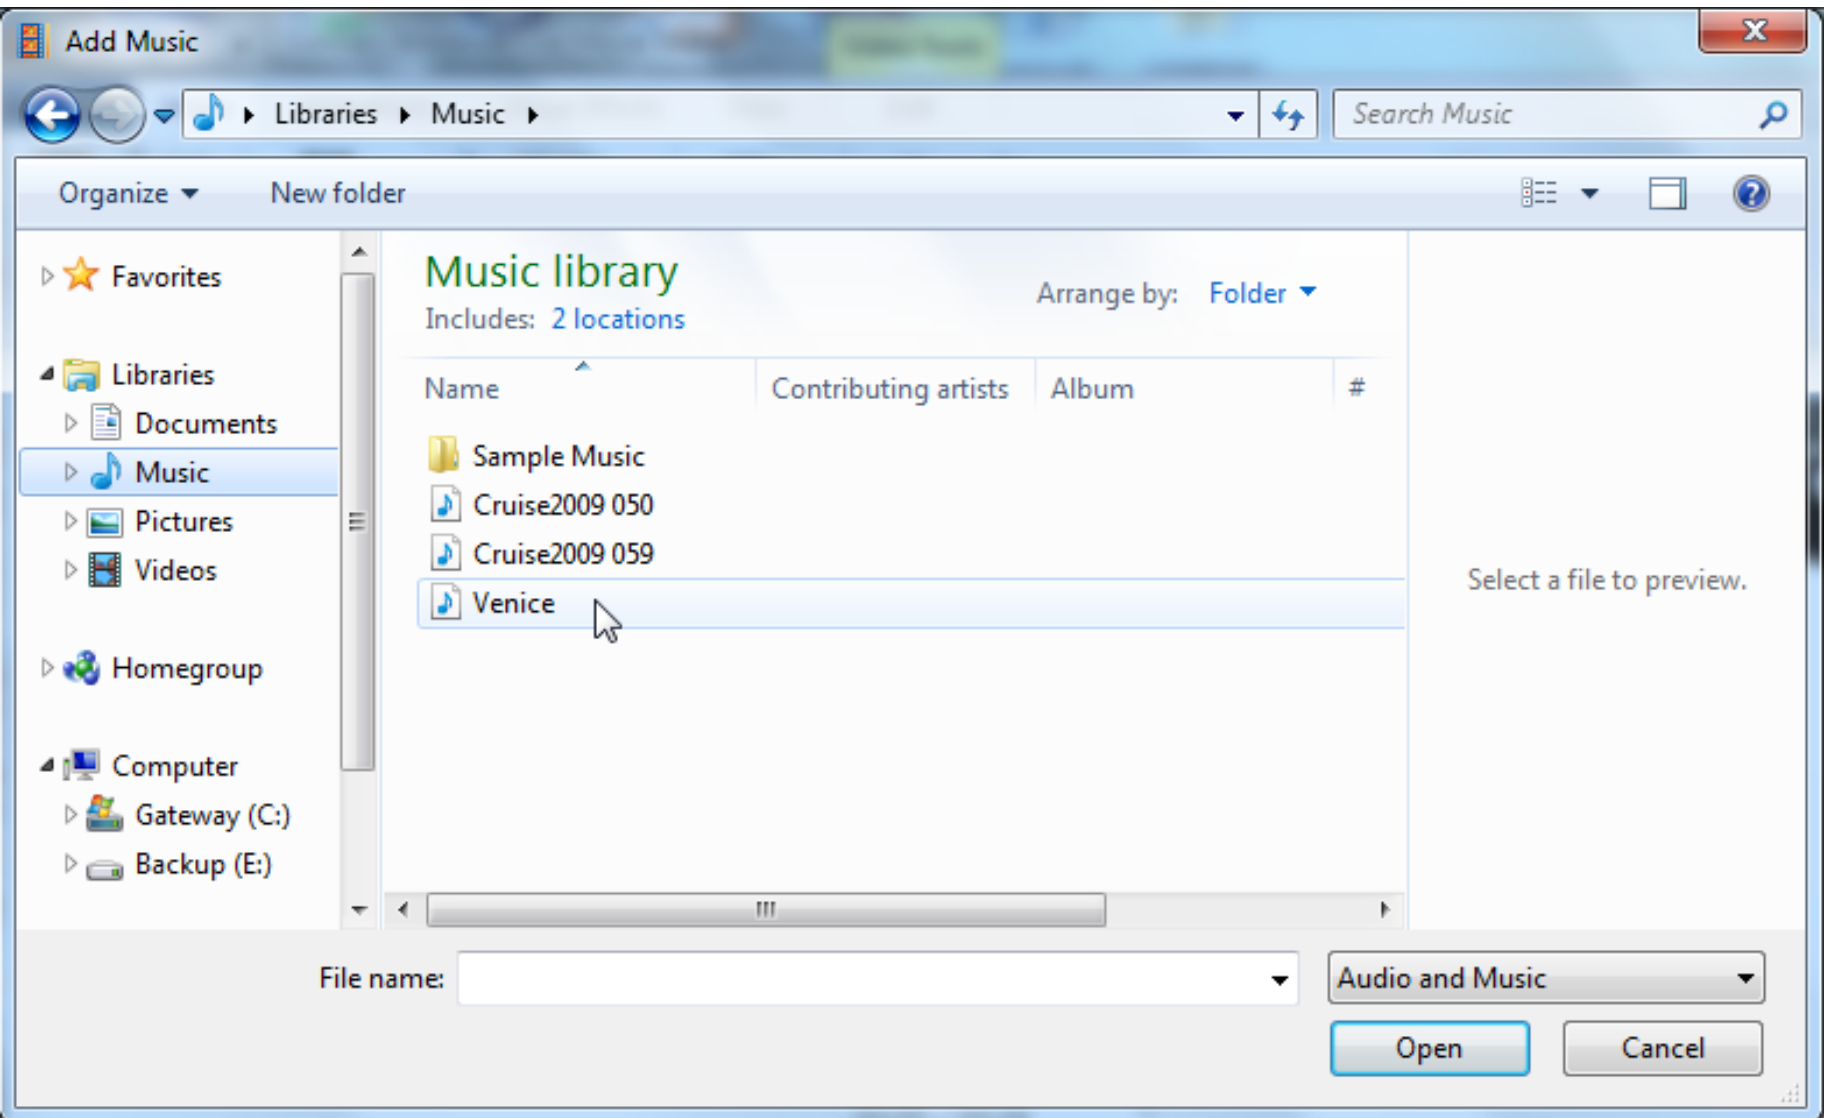 Add Music
Libraries Music
Search Music
Organize New folder
Favorites
Libraries
Documents
Music
Pictures
Videos
Homegroup
Computer
Gateway (C:)
Backup (E:)
Music library
Includes: 2 locations
Arrange by: Folder
Name Contributing artists Album #
Sample Music
Cruise2009 050
Cruise2009 059
Venice
Select a file to preview.
File name:
Audio and Music
Open Cancel